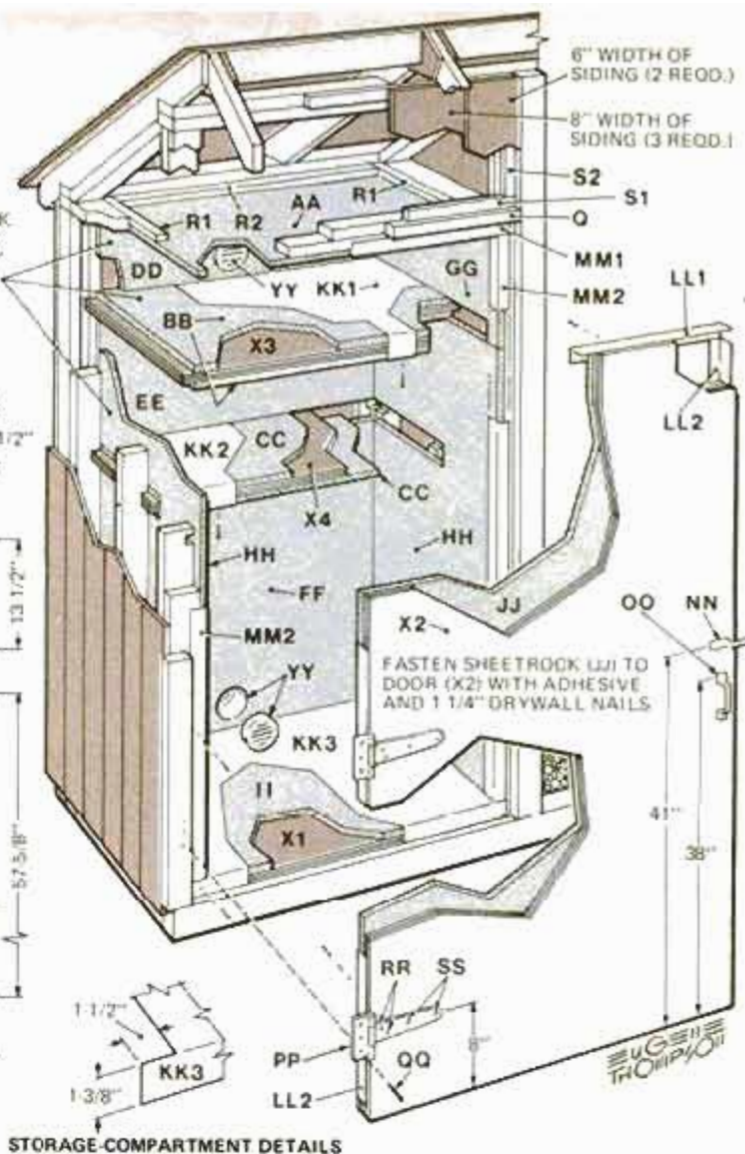 6" WIDTH OF
SIDING (2 REQD.)
8" WIDTH OF
SIDING (3 REQD.)
S2
S1
Q
MM1
MM2
LL1
LL2
R1
R2
AA
R1
K
DD
YY
KK1
GG
BB
X3
EE
1/2"
KK2
CC
X4
CC
HH
HH
FF
13 1/2"
MM2
JJ
X2
OO
NN
FASTEN SHEETROCK (JJ) TO
DOOR (X2) WITH ADHESIVE
AND 1 1/4" DRYWALL NAILS
YY
KK3
II
X1
41"
38"
57-5/8"
RR
SS
8"
1-1/2"
KK3
1-3/8"
PP
QQ
LL2
EUGENE
THOMPSON
STORAGE-COMPARTMENT DETAILS